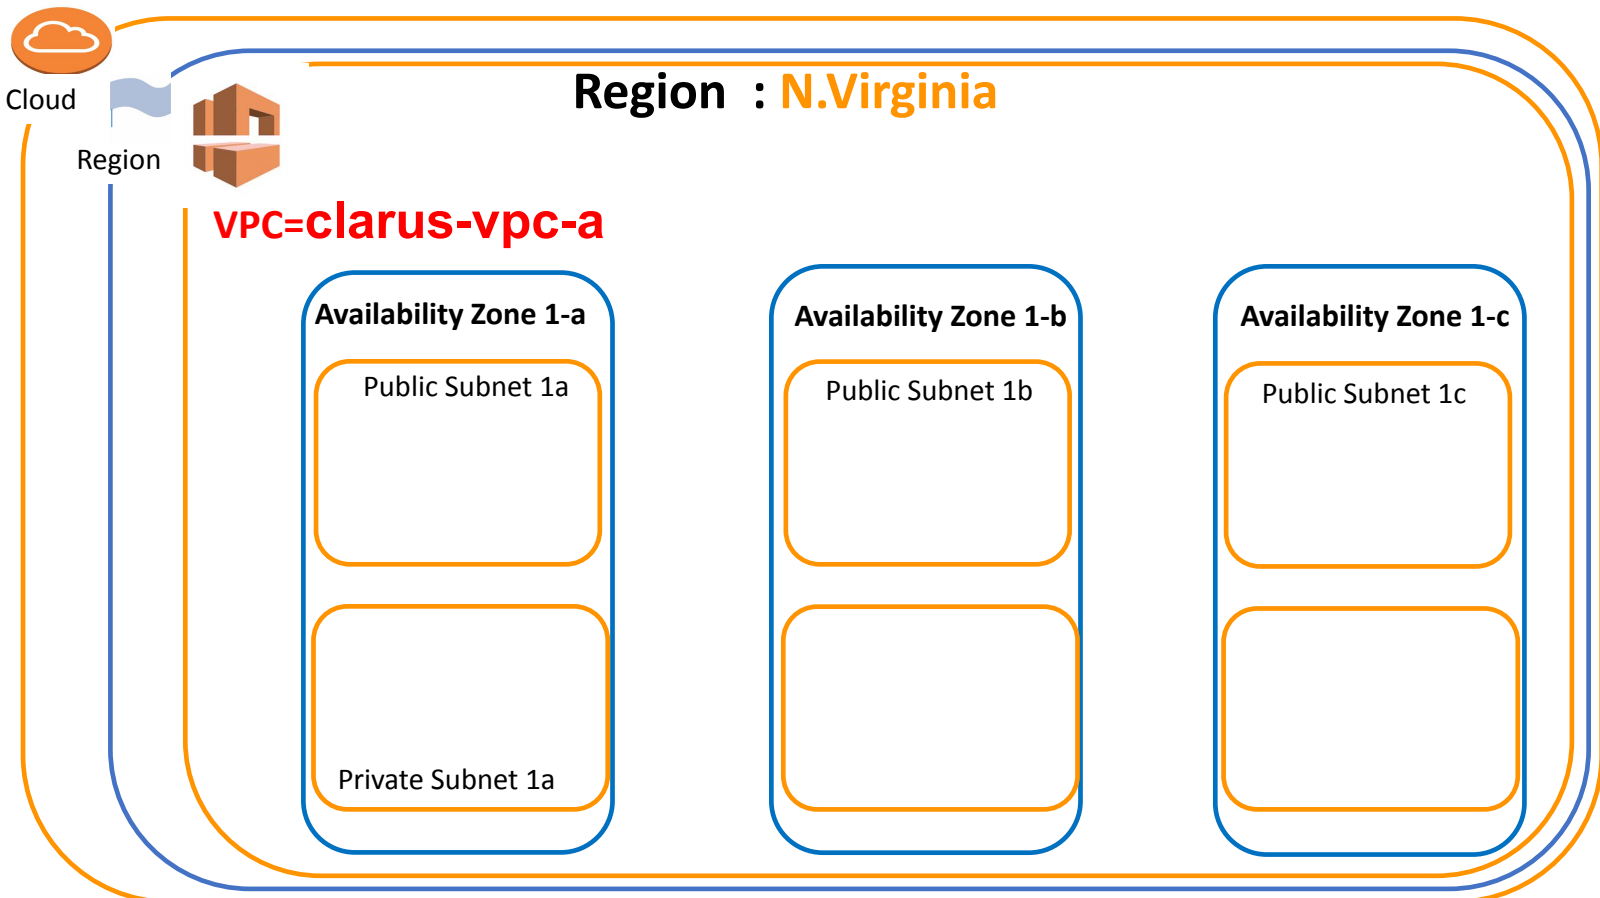 Cloud
Region : N.Virginia
Region
VPC=clarus-vpc-a
Availability Zone 1-a
Availability Zone 1-b
Availability Zone 1-c
Public Subnet 1a
Public Subnet 1b
Public Subnet 1c
Private Subnet 1a